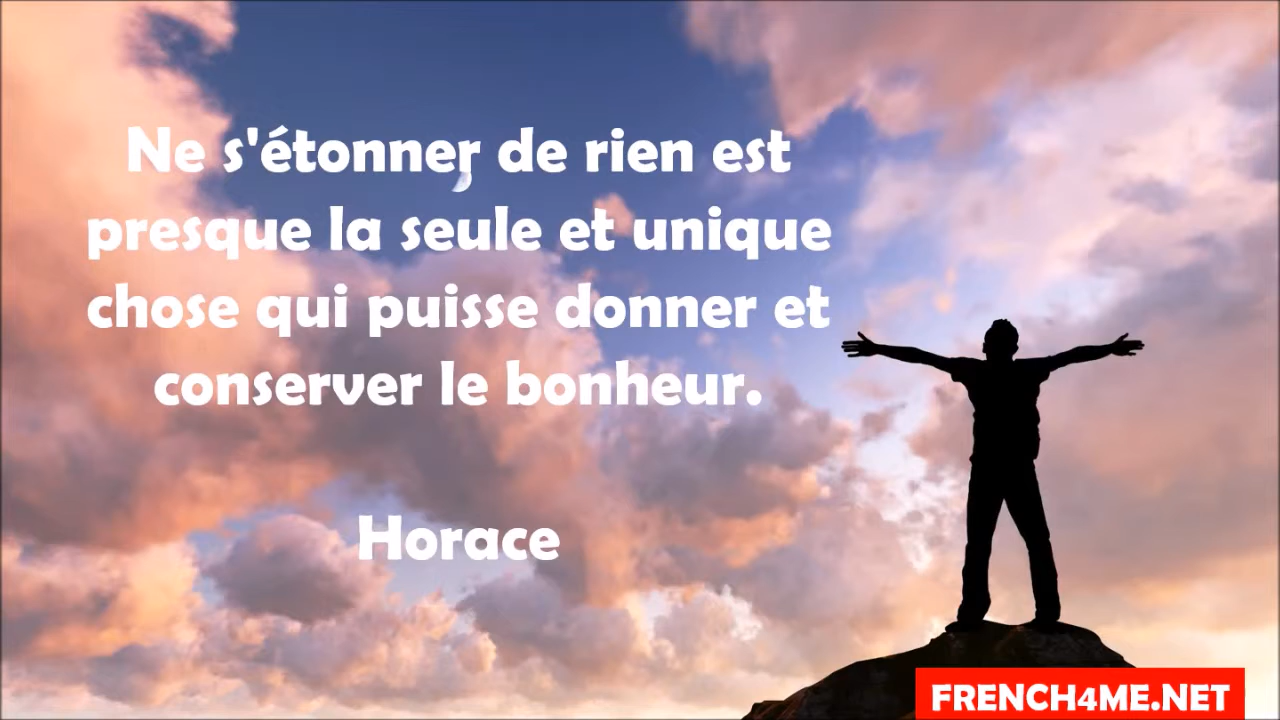 Ne s'étonner de rien est
presque la seule et unique
chose qui puisse donner et
conserver le bonheur.
Horace
FRENCH4ME.NET